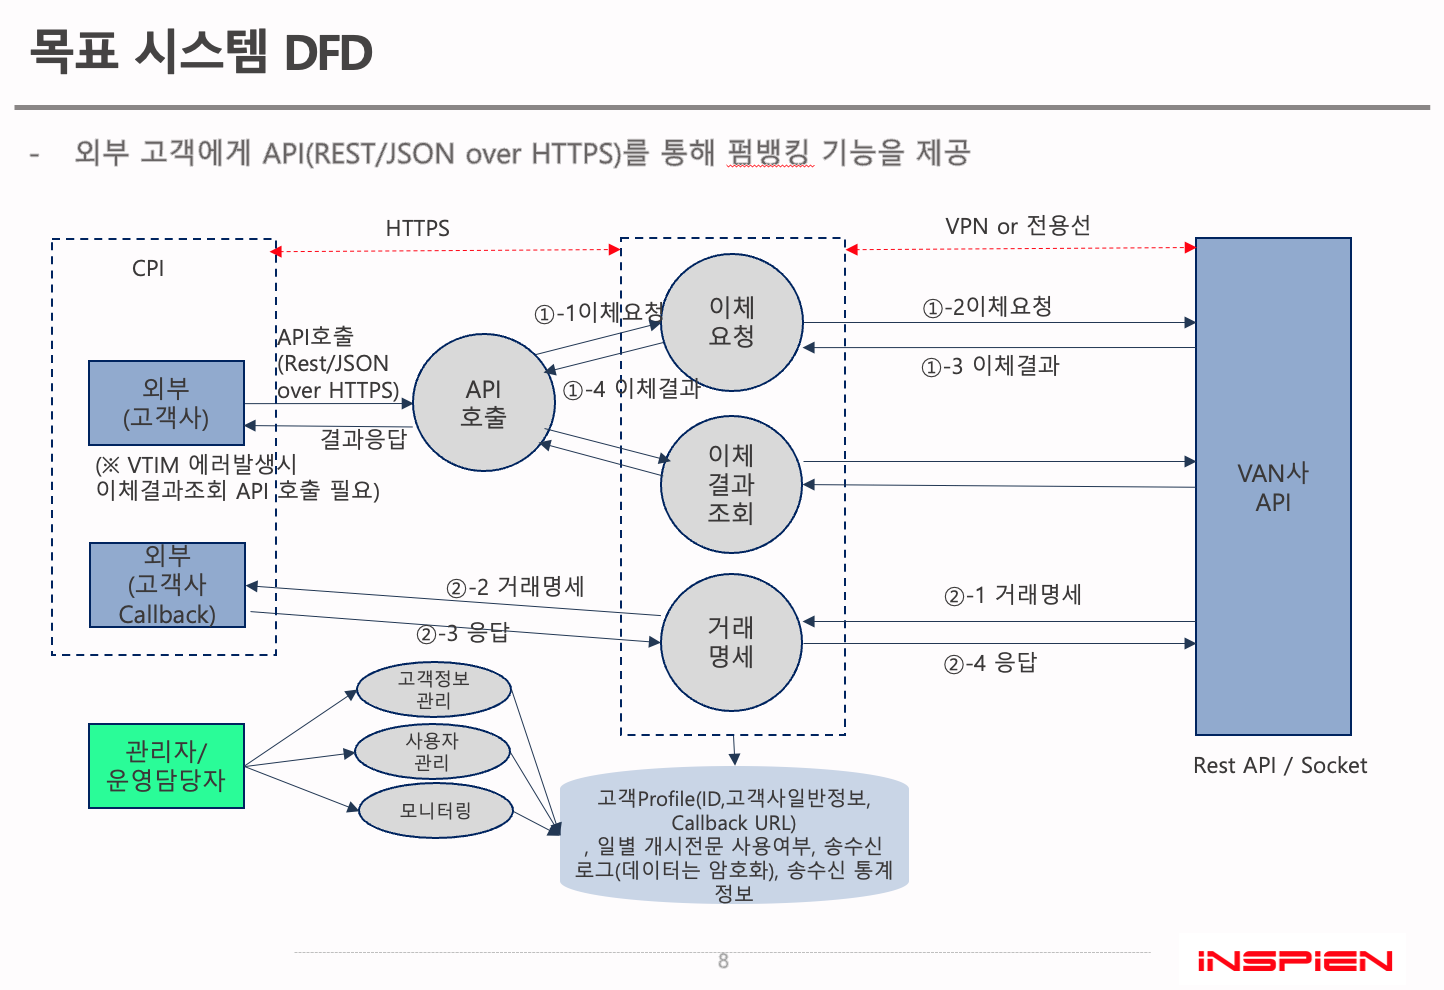 목표 시스템 DFD
- 외부 고객에게 API(REST/JSON over HTTPS)를 통해 펌뱅킹 기능을 제공
HTTPS
VPN or 전용선
CPI
API호출
(Rest/JSON
over HTTPS)
외부
(고객사)
결과응답
(※ VTIM 에러발생시
이체결과조회 API 호출 필요)
API
호출
①-1이체요청
①-4 이체결과
이체
요청
①-2이체요청
①-3 이체결과
이체
결과
조회
VAN사
API
외부
(고객사
Callback)
②-2 거래명세
②-3 응답
거래
명세
②-1 거래명세
②-4 응답
고객정보
관리
사용자
관리
모니터링
관리자/
운영담당자
Rest API / Socket
고객Profile(ID,고객사일반정보,
Callback URL)
, 일별 개시전문 사용여부, 송수신
로그(데이터는 암호화), 송수신 통계
정보
8
INSPIEN